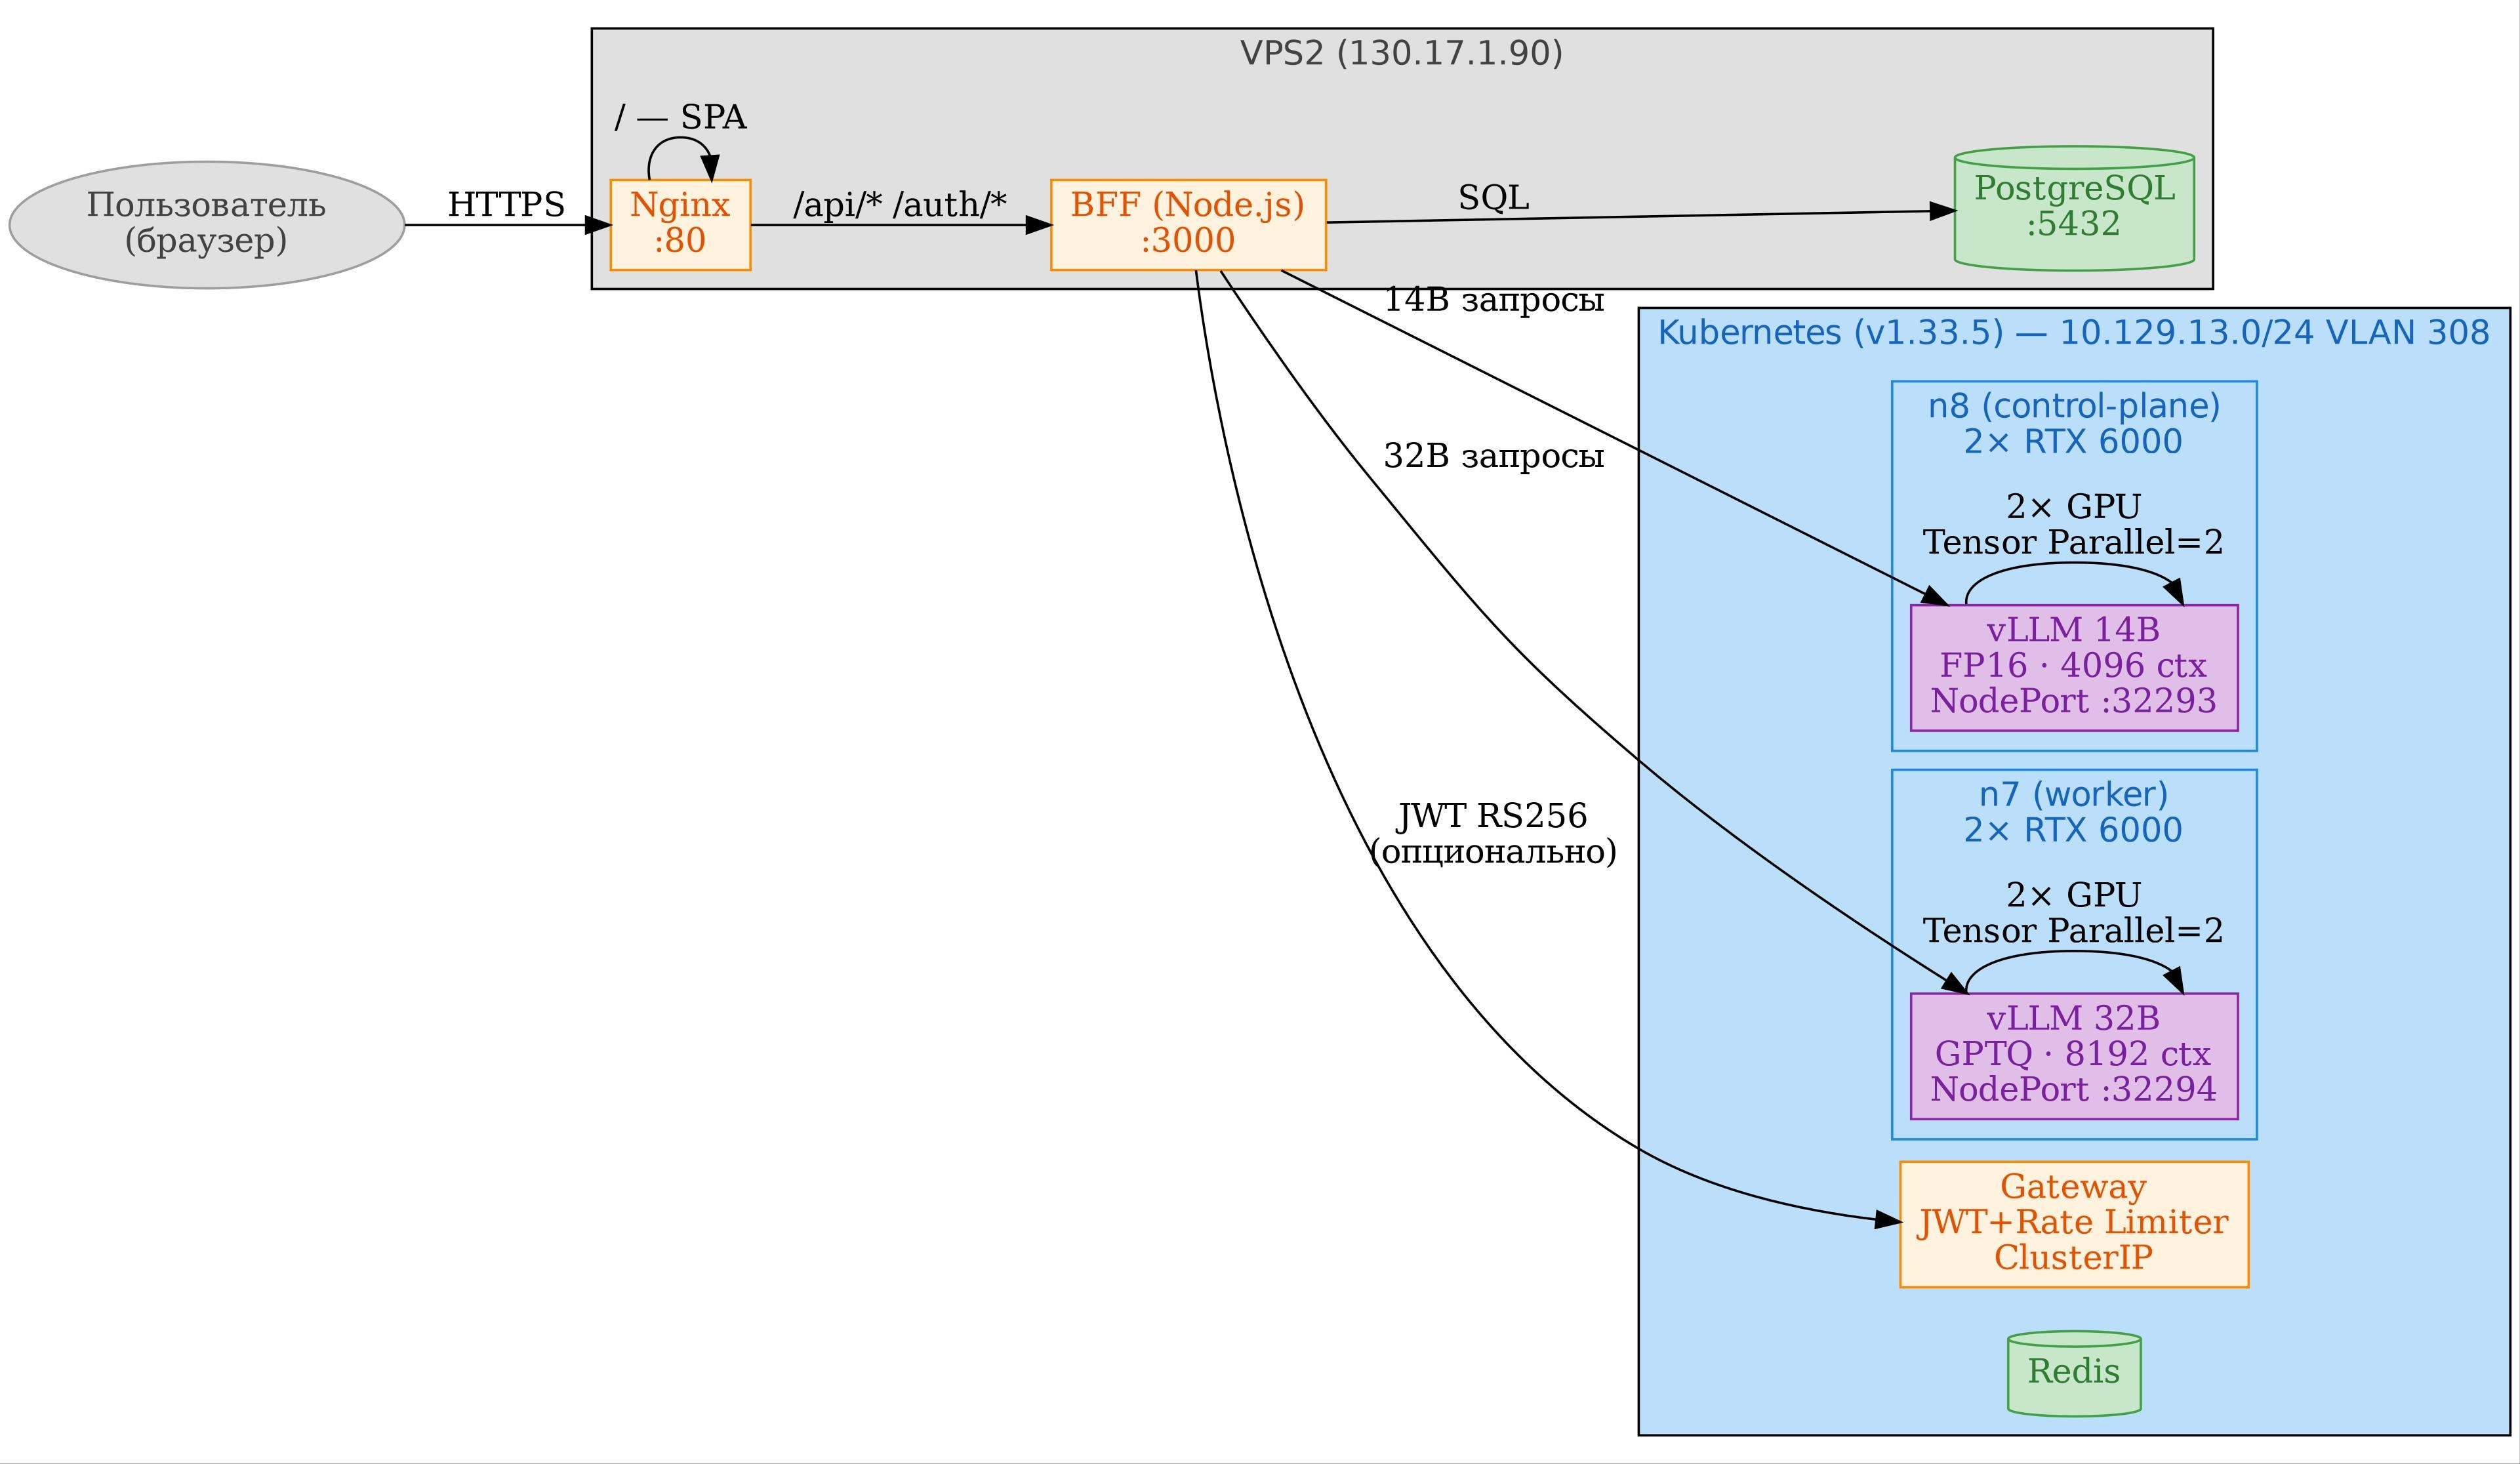 VPS2 (130.17.1.90)
/ — SPA
Пользователь
(браузер)
HTTPS
Nginx
:80
/api/* /auth/*
BFF (Node.js)
:3000
SQL
PostgreSQL
:5432
14B запросы
32B запросы
JWT RS256
(опционально)
Kubernetes (v1.33.5) — 10.129.13.0/24 VLAN 308
n8 (control-plane)
2× RTX 6000
2× GPU
Tensor Parallel=2
vLLM 14B
FP16 · 4096 ctx
NodePort :32293
n7 (worker)
2× RTX 6000
2× GPU
Tensor Parallel=2
vLLM 32B
GPTQ · 8192 ctx
NodePort :32294
Gateway
JWT+Rate Limiter
ClusterIP
Redis